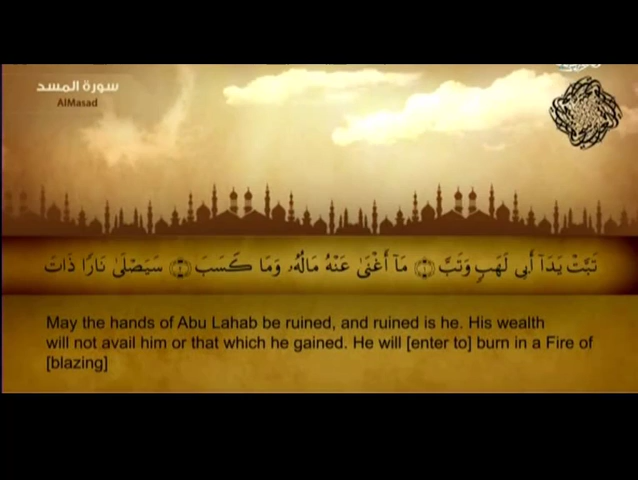 سورة المسد
AlMasad
تَبَّتْ يَدَآ أَبِي لَهَبٍ وَتَبَّ ۝١ مَآ أَغْنَىٰ عَنْهُ مَالُهُۥ وَمَا كَسَبَ ۝٢ سَيَصْلَىٰ نَارًا ذَاتَ
May the hands of Abu Lahab be ruined, and ruined is he. His wealth
will not avail him or that which he gained. He will [enter to] burn in a Fire of
[blazing]